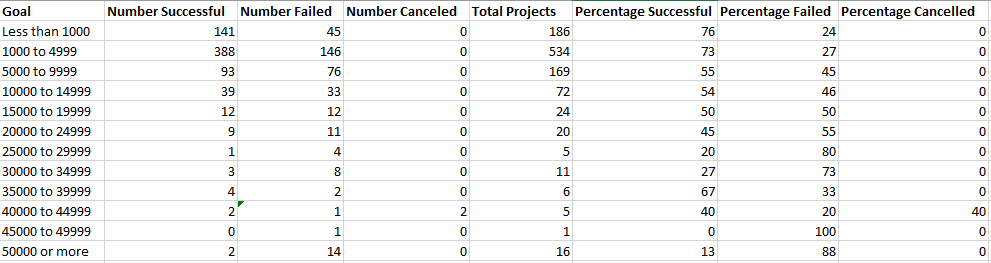 Goal Number Successful Number Failed Number Canceled Total Projects Percentage Successful Percentage Failed Percentage Cancelled
Less than 1000 141 45 0 186 76 24 0
1000 to 4999 388 146 0 534 73 27 0
5000 to 9999 93 76 0 169 55 45 0
10000 to 14999 39 33 0 72 54 46 0
15000 to 19999 12 12 0 24 50 50 0
20000 to 24999 9 11 0 20 45 55 0
25000 to 29999 1 4 0 5 20 80 0
30000 to 34999 3 8 0 11 27 73 0
35000 to 39999 4 2 0 6 67 33 0
40000 to 44999 2 1 2 5 40 20 40
45000 to 49999 0 1 0 1 0 100 0
50000 or more 2 14 0 16 13 88 0